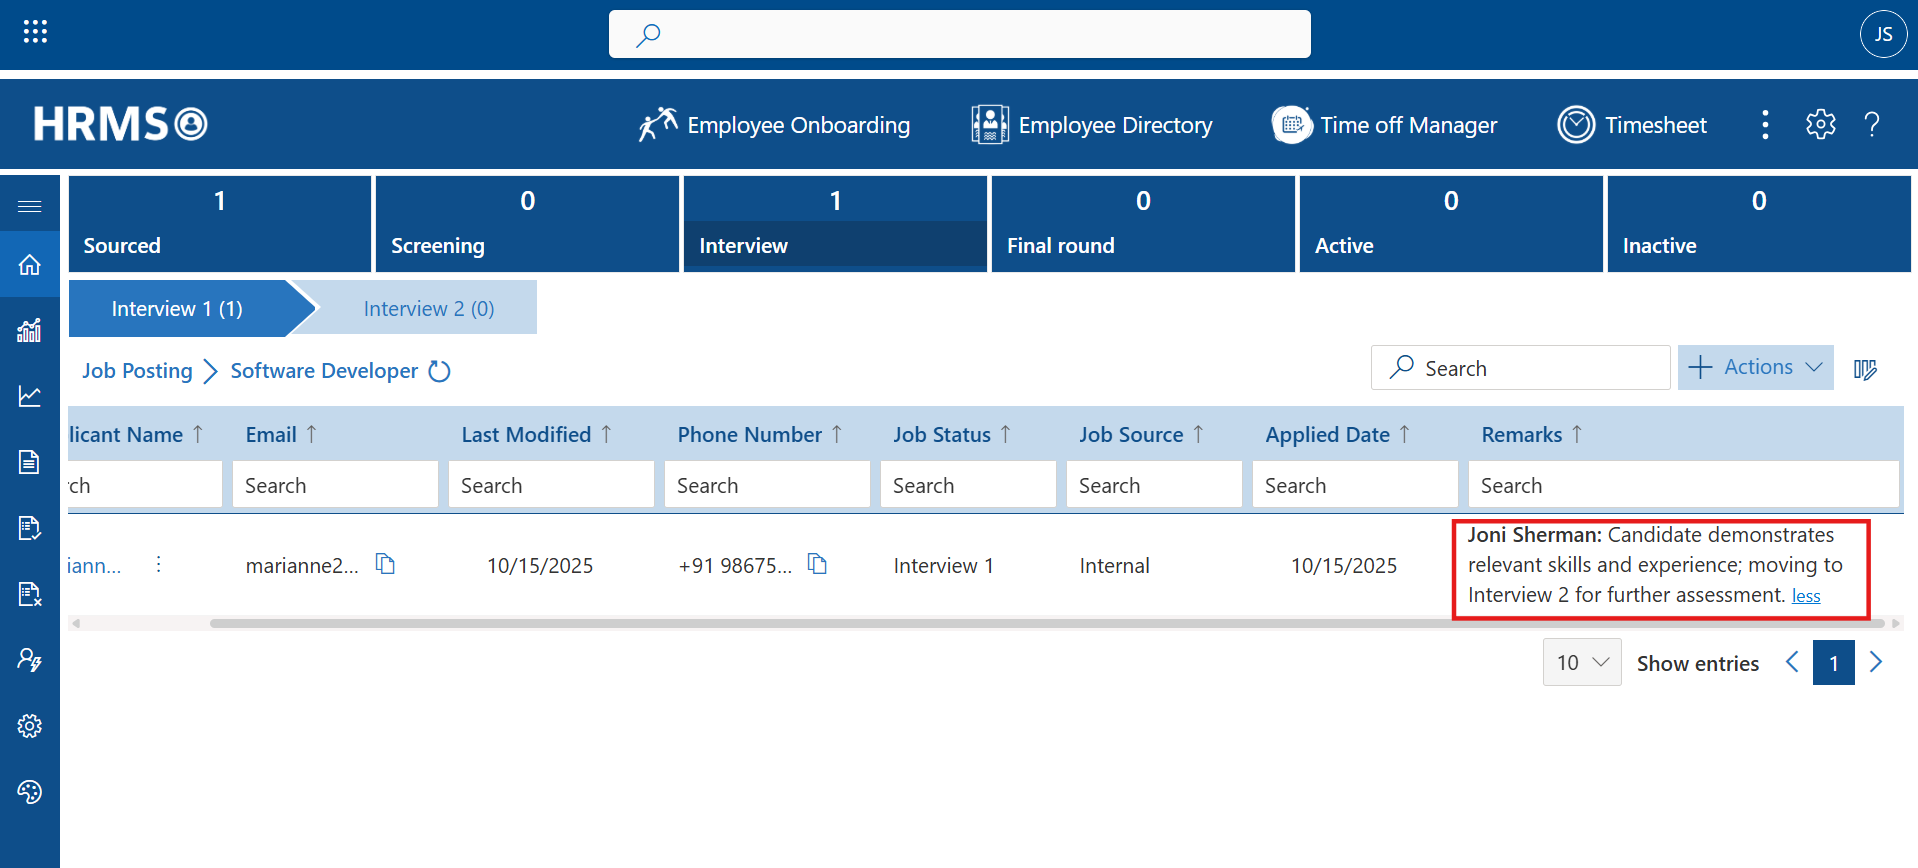 JS
HRMS
Employee Onboarding
Employee Directory
Time off Manager
Timesheet
?
1
Sourced
0
Screening
1
Interview
0
Final round
0
Active
0
Inactive
Interview 1 (1)
Interview 2 (0)
Job Posting
Software Developer
Search
Actions
licant Name
Email
Last Modified
Phone Number
Job Status
Job Source
Applied Date
Remarks
rch
Search
Search
Search
Search
Search
Search
Search
iann...
marianne2...
10/15/2025
+91 98675...
Interview 1
Internal
10/15/2025
Joni Sherman: Candidate demonstrates
relevant skills and experience; moving to
Interview 2 for further assessment. less
10
Show entries
1